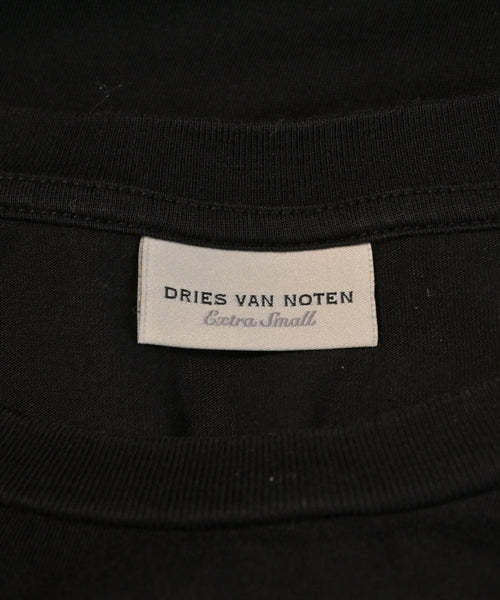 DRIES VAN NOTEN
Extra Small